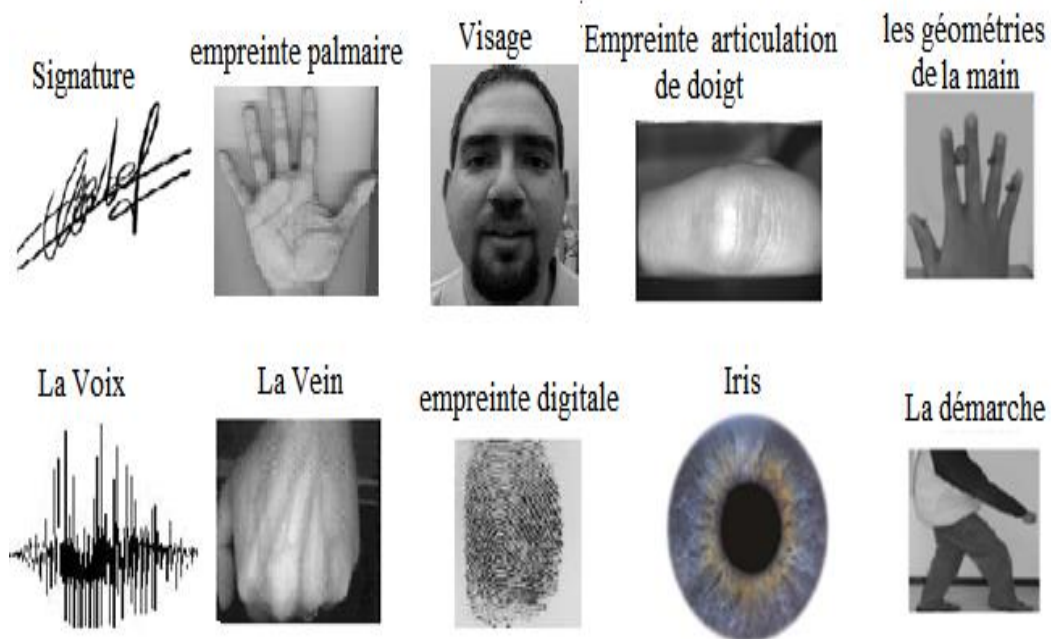 Signature
empreinte palmaire
Visage
Empreinte articulation
de doigt
les géométries
de la main
La Voix
La Vein
empreinte digitale
Iris
La démarche